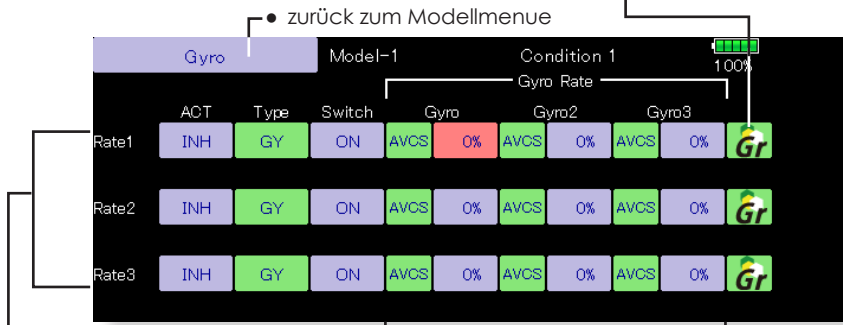 ● zurück zum Modellmenue
Gyro Model-1 Condition 1 100%
Gyro Rate
ACT Type Switch Gyro Gyro2 Gyro3
Rate1 INH GY ON AVCS 0% AVCS 0% AVCS 0% Gr
Rate2 INH GY ON AVCS 0% AVCS 0% AVCS 0% Gr
Rate3 INH GY ON AVCS 0% AVCS 0% AVCS 0% Gr